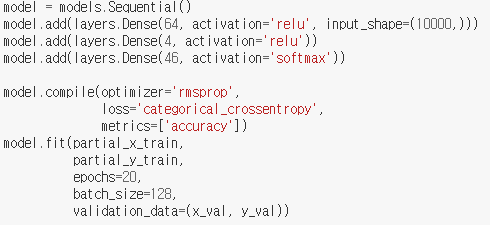 model = models.Sequential()
model.add(layers.Dense(64, activation='relu', input_shape=(10000,)))
model.add(layers.Dense(4, activation='relu'))
model.add(layers.Dense(46, activation='softmax'))

model.compile(optimizer='rmsprop',
              loss='categorical_crossentropy',
              metrics=['accuracy'])
model.fit(partial_x_train,
          partial_y_train,
          epochs=20,
          batch_size=128,
          validation_data=(x_val, y_val))